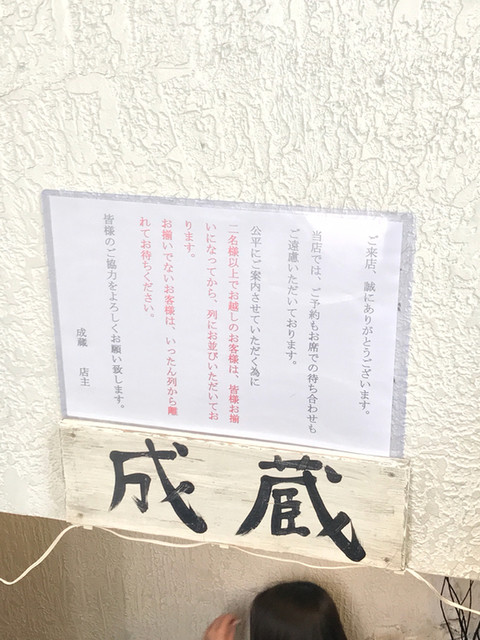 ご来店、誠にありがとうございます。
当店では、ご予約もお席での待ち合わせも
ご遠慮いただいております。
公平にご案内させていただく為に
二名様以上でお越しのお客様は、皆様お揃
いになってから、列にお並びいただいてお
ります。
お揃いでないお客様は、いったん列から離
れてお待ちください。
皆様のご協力をよろしくお願い致します。
成蔵 店主
成蔵